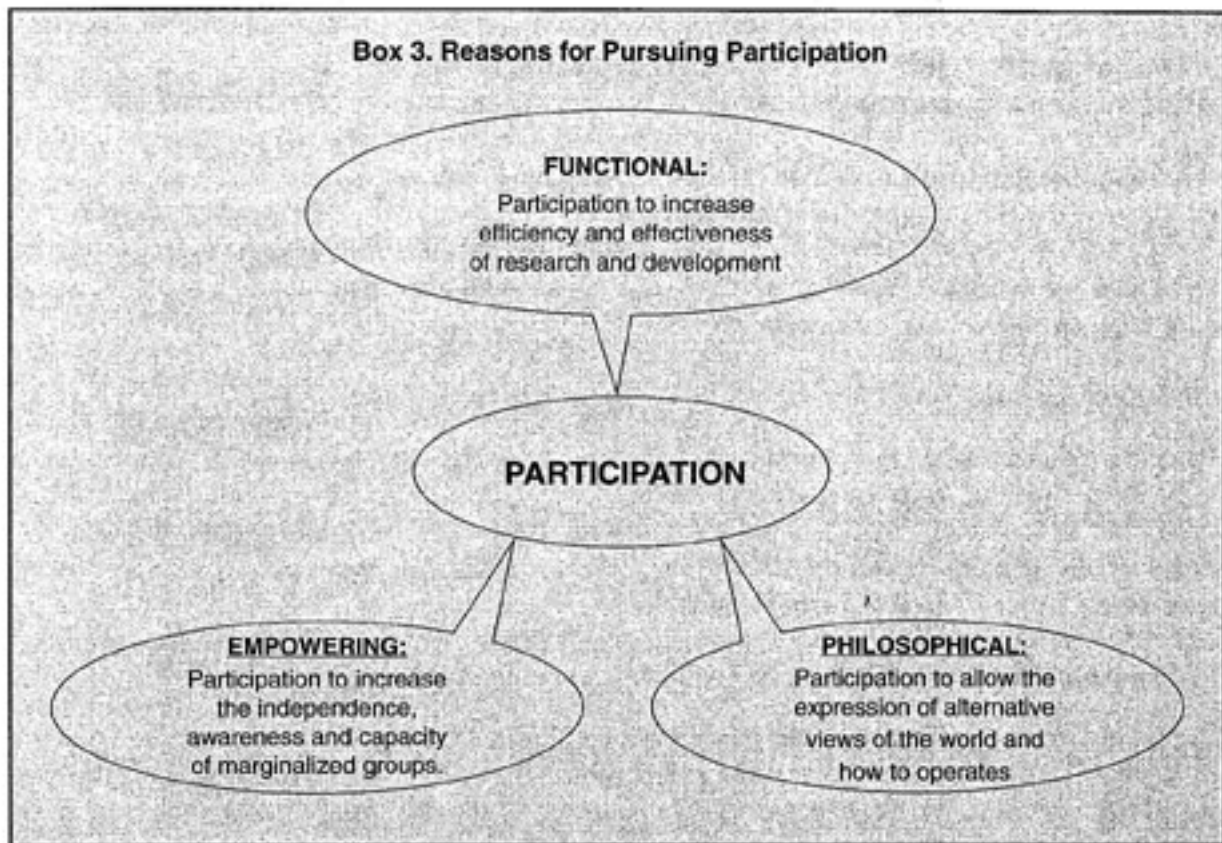 Box 3. Reasons for Pursuing Participation
FUNCTIONAL:
Participation to increase
efficiency and effectiveness
of research and development
PARTICIPATION
EMPOWERING:
Participation to increase
the independence,
awareness and capacity
of marginalized groups.
PHILOSOPHICAL:
Participation to allow the
expression of alternative
views of the world and
how to operates